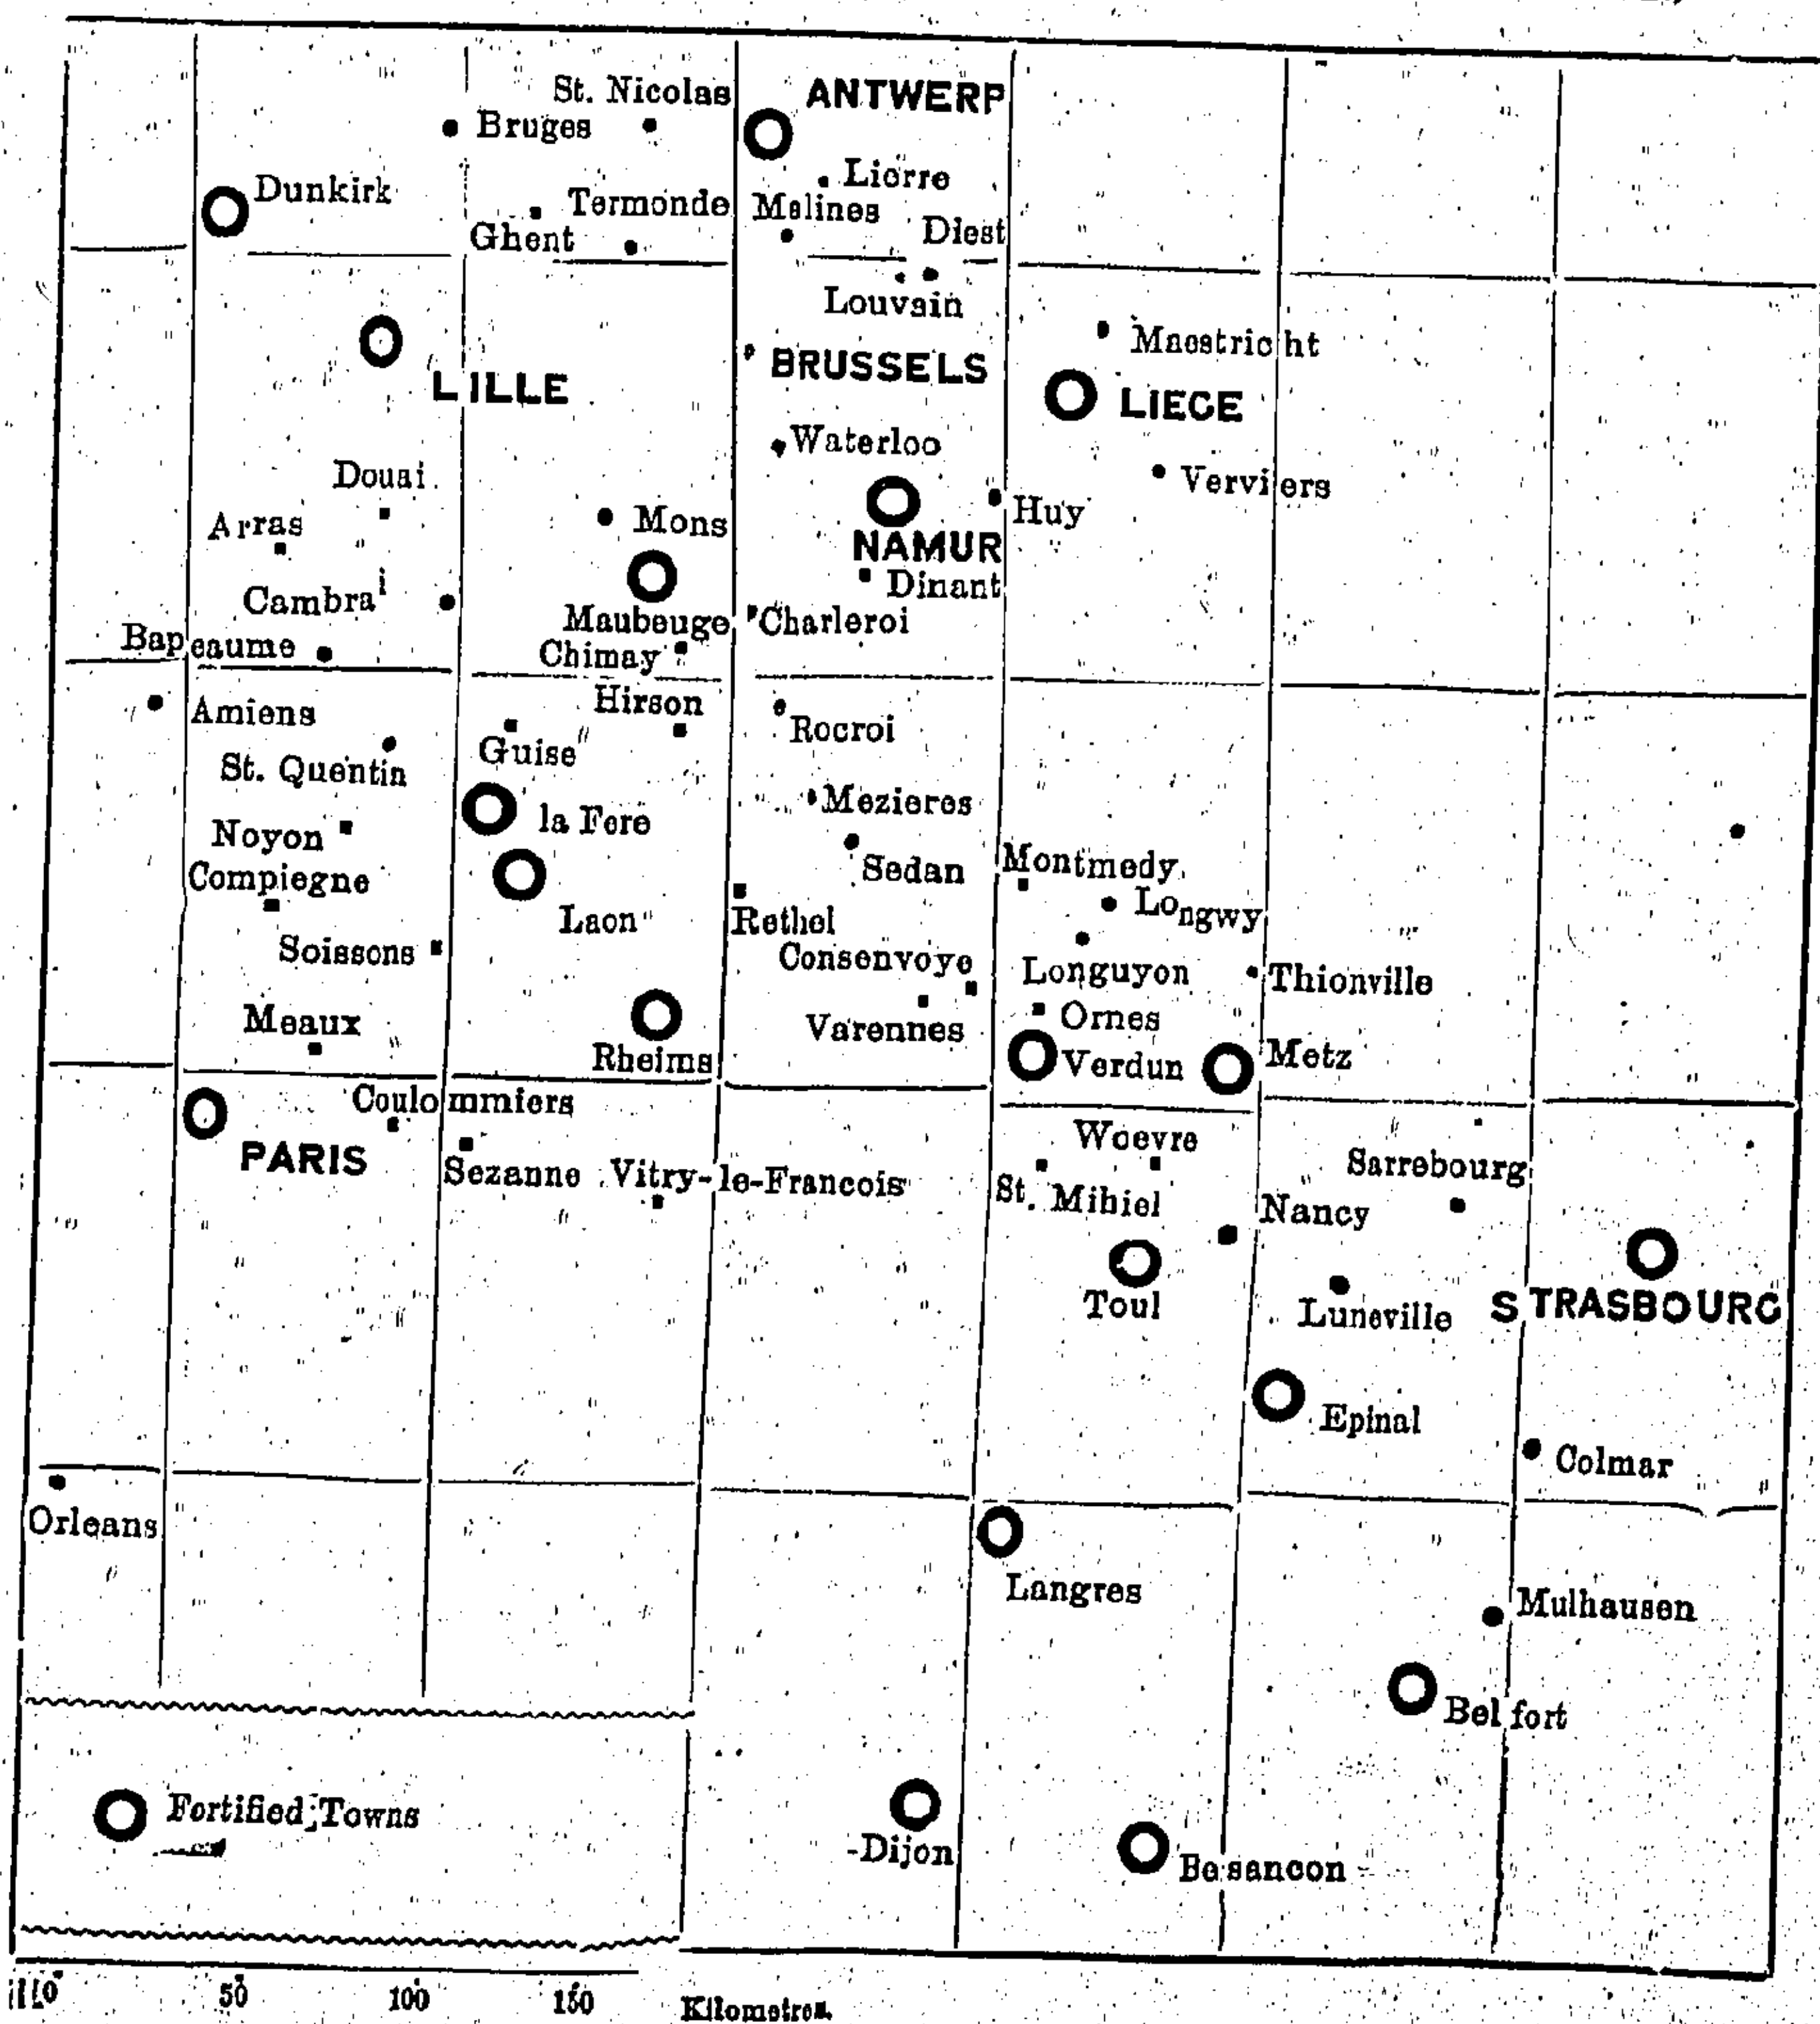 St. Nicolas
ANTWERP
Bruges
Lierre
Dunkirk
Termonde
Malines
Ghent
Diest
Louvain
Maestricht
BRUSSELS
LILLE
LIEGE
Waterloo
Douai
Verviers
Arras
Mons
Huy
NAMUR
Dinant
Cambrai
Maubeuge
Charleroi
Bapeaume
Chimay
Hirson
Amiens
Rocroi
Guise
St. Quentin
Mezieres
la Fere
Noyon
Sedan
Montmedy
Compiegne
Longwy
Laon
Rethel
Soissons
Consenvoye
Longuyon
Thionville
Meaux
Varennes
Ornes
Rheims
Verdun
Metz
Coulommiers
Woevre
PARIS
Sezanne
Vitry-le-Francois
Sarrebourg
St. Mihiel
Nancy
Toul
Luneville
STRASBOURG
Epinal
Colmar
Orleans
Langres
Mulhausen
Belfort
Fortified Towns
Dijon
Besancon
0 50 100 150 Kilometres.